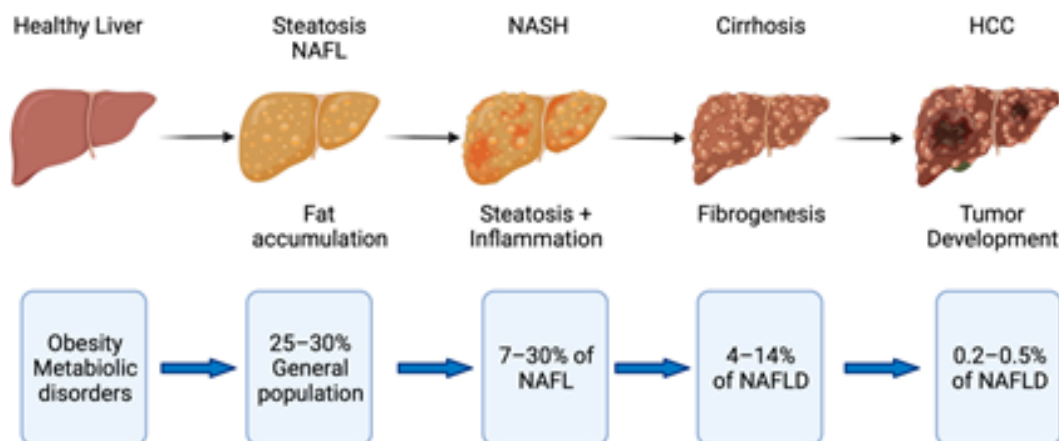 Healthy Liver
Steatosis
NAFL
NASH
Cirrhosis
HCC
Fat
accumulation
Steatosis +
Inflammation
Fibrogenesis
Tumor
Development
Obesity
Metabolic
disorders
25–30%
General
population
7–30% of
NAFL
4–14%
of NAFLD
0.2–0.5%
of NAFLD